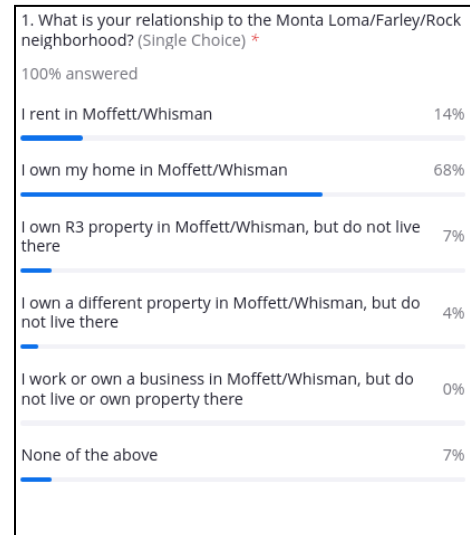 1. What is your relationship to the Monta Loma/Farley/Rock
neighborhood? (Single Choice) *
100% answered
I rent in Moffett/Whisman 14%
I own my home in Moffett/Whisman 68%
I own R3 property in Moffett/Whisman, but do not live
there 7%
I own a different property in Moffett/Whisman, but do
not live there 4%
I work or own a business in Moffett/Whisman, but do
not live or own property there 0%
None of the above 7%